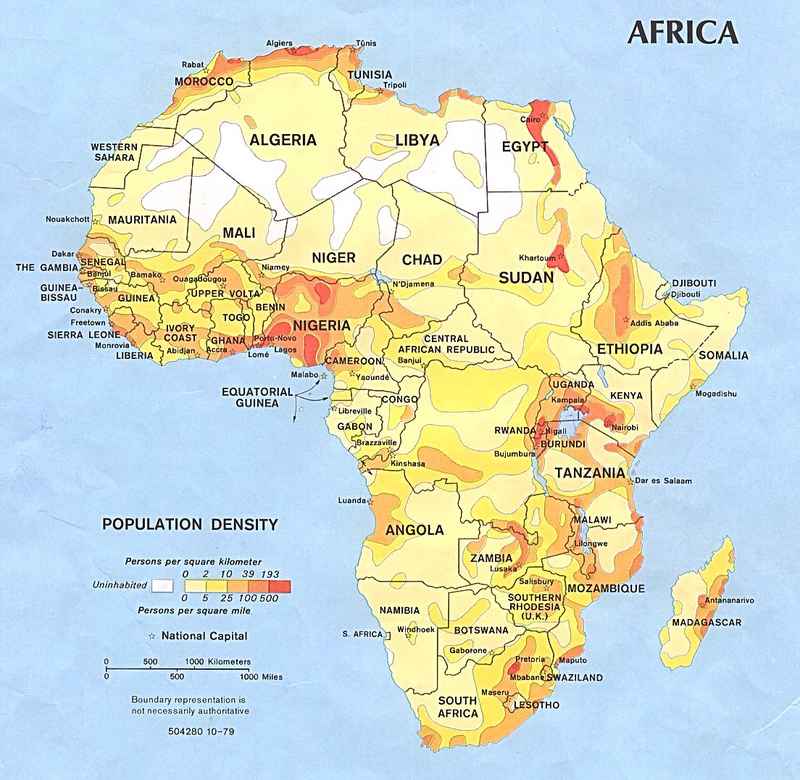 AFRICA
Algiers
Tūnis
Rabat
MOROCCO
TUNISIA
Tripoli
ALGERIA
LIBYA
Cairo
EGYPT
WESTERN
SAHARA
Nouakchott
MAURITANIA
MALI
NIGER
CHAD
SUDAN
Khartoum
Dakar
SENEGAL
THE GAMBIA
Banjul
Bamako
Ouagadougou
Niamey
N'Djamena
DJIBOUTI
Djibouti
GUINEA-
BISSAU
Bissau
GUINEA
UPPER VOLTA
BENIN
NIGERIA
Conakry
Freetown
SIERRA LEONE
Monrovia
LIBERIA
IVORY
COAST
Abidjan
TOGO
GHANA
Accra
Lomé
Porto-Novo
Lagos
Addis Ababa
ETHIOPIA
SOMALIA
Mogadishu
CENTRAL
AFRICAN REPUBLIC
Banjui
CAMEROON
Malabo
Yaoundé
EQUATORIAL
GUINEA
Libreville
GABON
CONGO
Brazzaville
Kinshasa
UGANDA
Kampala
KENYA
Nairobi
RWANDA
Kigali
BURUNDI
Bujumbura
TANZANIA
Dar es Salaam
Luanda
ANGOLA
MALAWI
Lilongwe
ZAMBIA
Lusaka
Salisbury
SOUTHERN
RHODESIA
(U.K.)
MOZAMBIQUE
Antananarivo
MADAGASCAR
NAMIBIA
Windhoek
S. AFRICA
BOTSWANA
Gaborone
Pretoria
Maputo
Mbabane
SWAZILAND
Maseru
LESOTHO
SOUTH
AFRICA
POPULATION DENSITY
Persons per square kilometer
0 2 10 39 193
Uninhabited
0 5 25 100 500
Persons per square mile
National Capital
0 500 1000 Kilometers
0 500 1000 Miles
Boundary representation is
not necessarily authoritative
504280 10-79